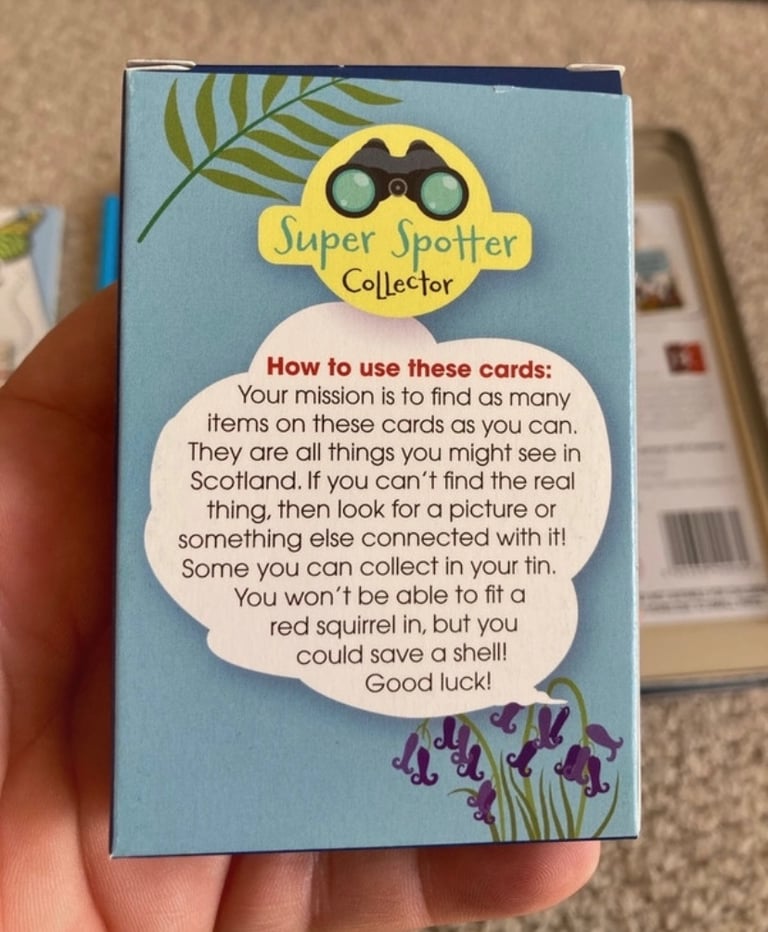 Super Spotter
Collector
How to use these cards:
Your mission is to find as many
items on these cards as you can.
They are all things you might see in
Scotland. If you can't find the real
thing, then look for a picture or
something else connected with it!
Some you can collect in your tin.
You won't be able to fit a
red squirrel in, but you
could save a shell!
Good luck!